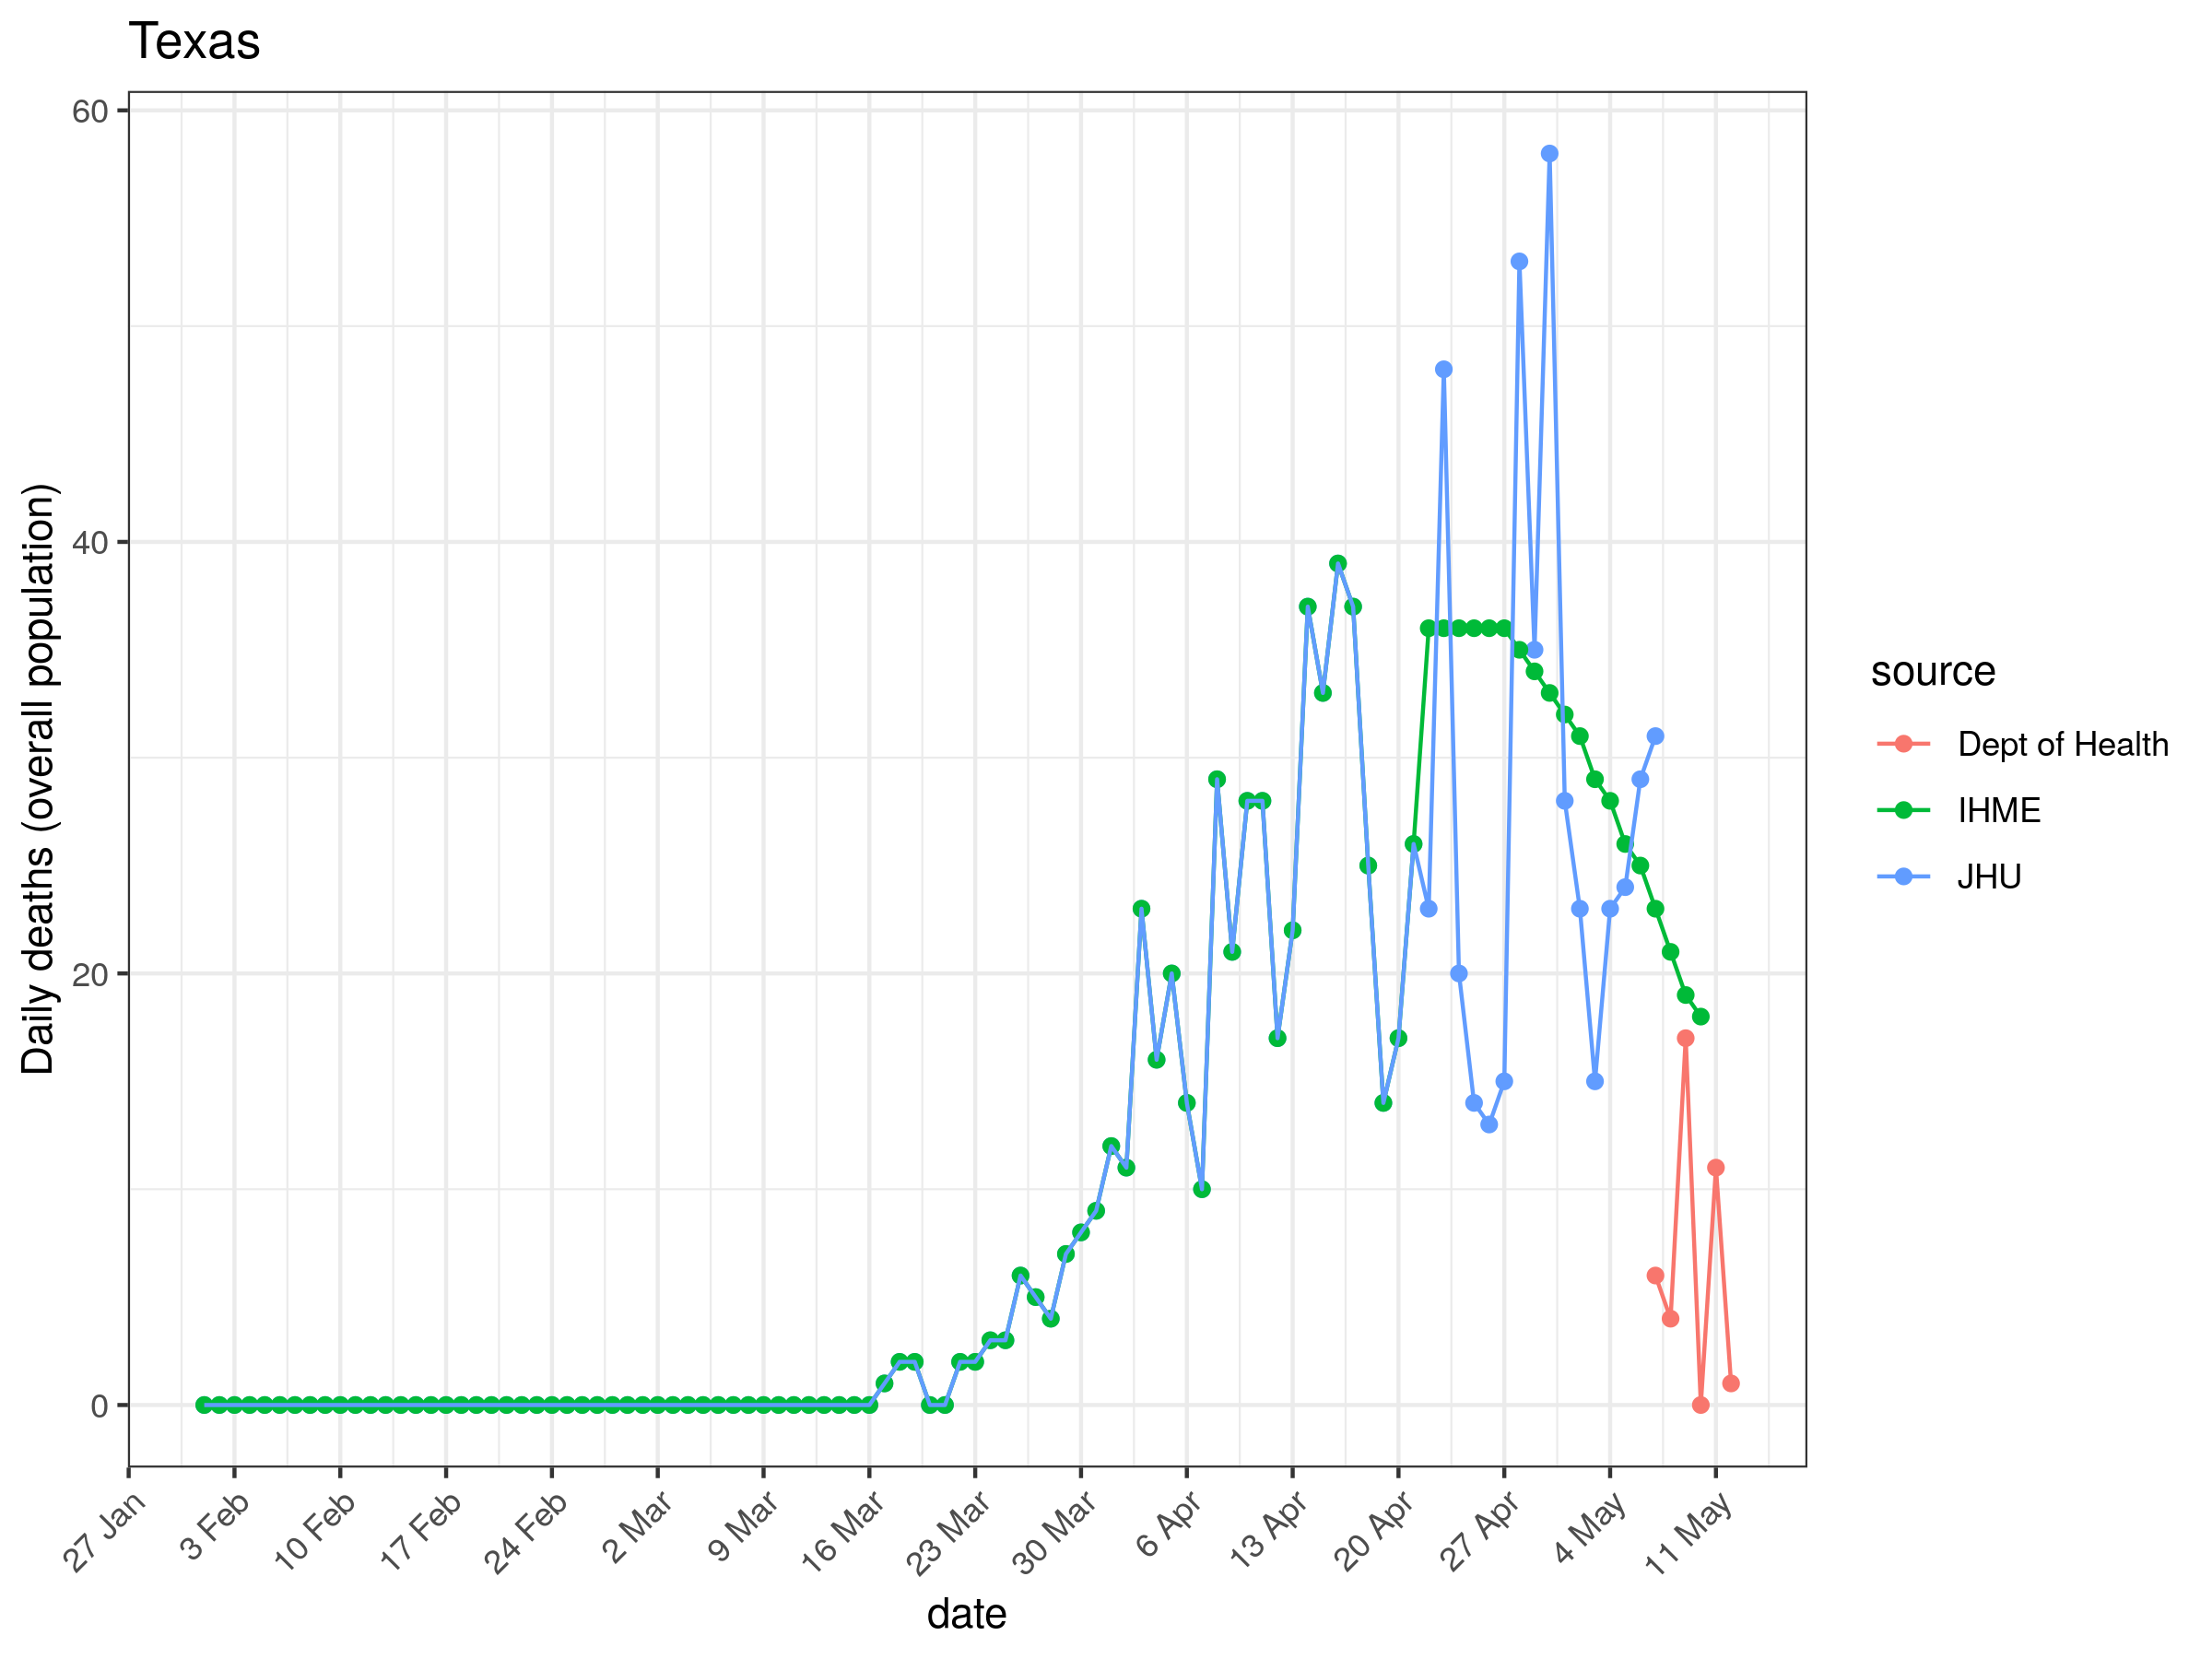 Texas
60
40
20
0
Daily deaths (overall population)
27 Jan
3 Feb
10 Feb
17 Feb
24 Feb
2 Mar
9 Mar
16 Mar
23 Mar
30 Mar
6 Apr
13 Apr
20 Apr
27 Apr
4 May
11 May
date
source
Dept of Health
IHME
JHU